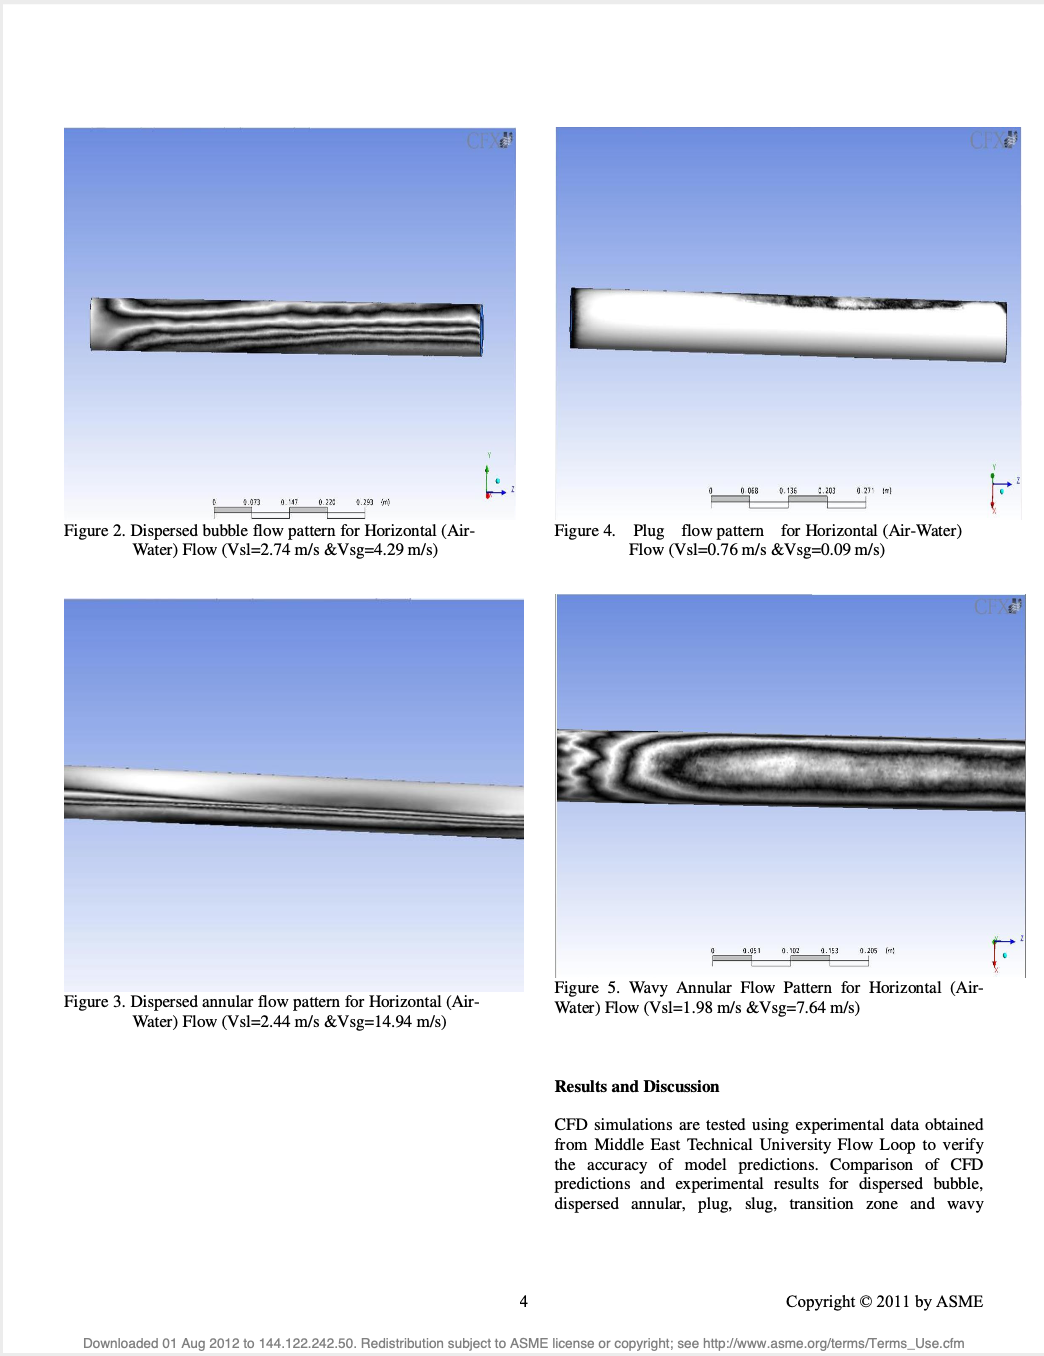 CFX
Y
Z
0 0.073 0.147 0.220 0.293 (m)
Figure 2. Dispersed bubble flow pattern for Horizontal (Air-
Water) Flow (Vsl=2.74 m/s &Vsg=4.29 m/s)
Figure 3. Dispersed annular flow pattern for Horizontal (Air-
Water) Flow (Vsl=2.44 m/s &Vsg=14.94 m/s)
CFX
Y
Z
X
0 0.068 0.136 0.203 0.271 (m)
Figure 4. Plug flow pattern for Horizontal (Air-Water)
Flow (Vsl=0.76 m/s &Vsg=0.09 m/s)
CFX
Z
X
0 0.051 0.102 0.153 0.205 (m)
Figure 5. Wavy Annular Flow Pattern for Horizontal (Air-
Water) Flow (Vsl=1.98 m/s &Vsg=7.64 m/s)
Results and Discussion
CFD simulations are tested using experimental data obtained
from Middle East Technical University Flow Loop to verify
the accuracy of model predictions. Comparison of CFD
predictions and experimental results for dispersed bubble,
dispersed annular, plug, slug, transition zone and wavy
4
Copyright © 2011 by ASME
Downloaded 01 Aug 2012 to 144.122.242.50. Redistribution subject to ASME license or copyright; see http://www.asme.org/terms/Terms_Use.cfm